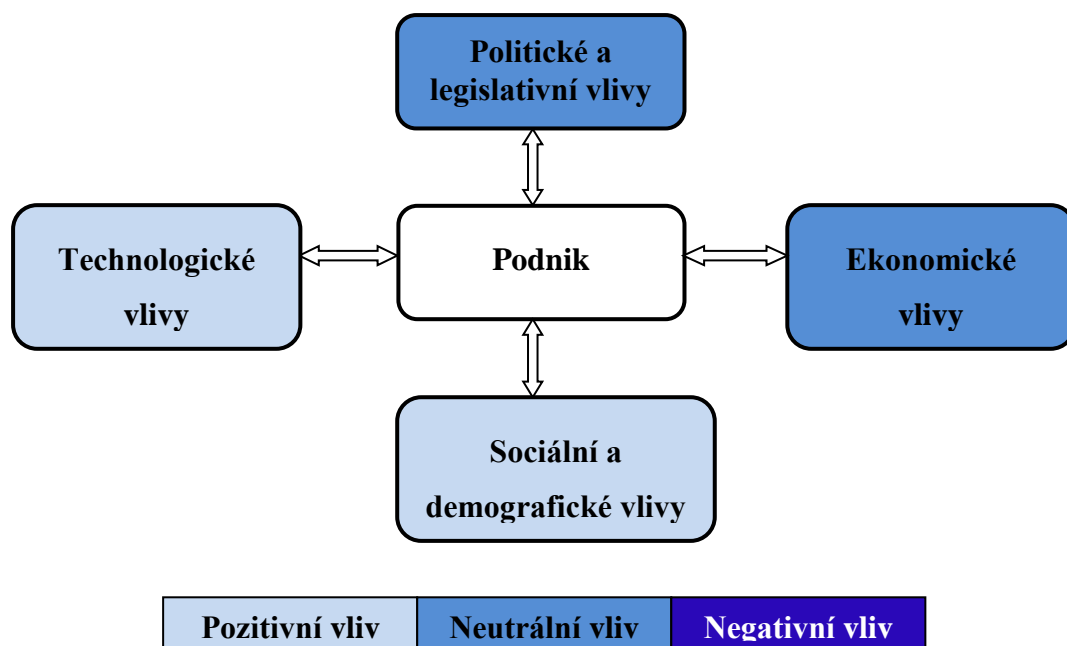 Politické a
legislativní vlivy
Technologické
vlivy
Podnik
Ekonomické
vlivy
Sociální a
demografické vlivy
Pozitivní vliv
Neutrální vliv
Negativní vliv